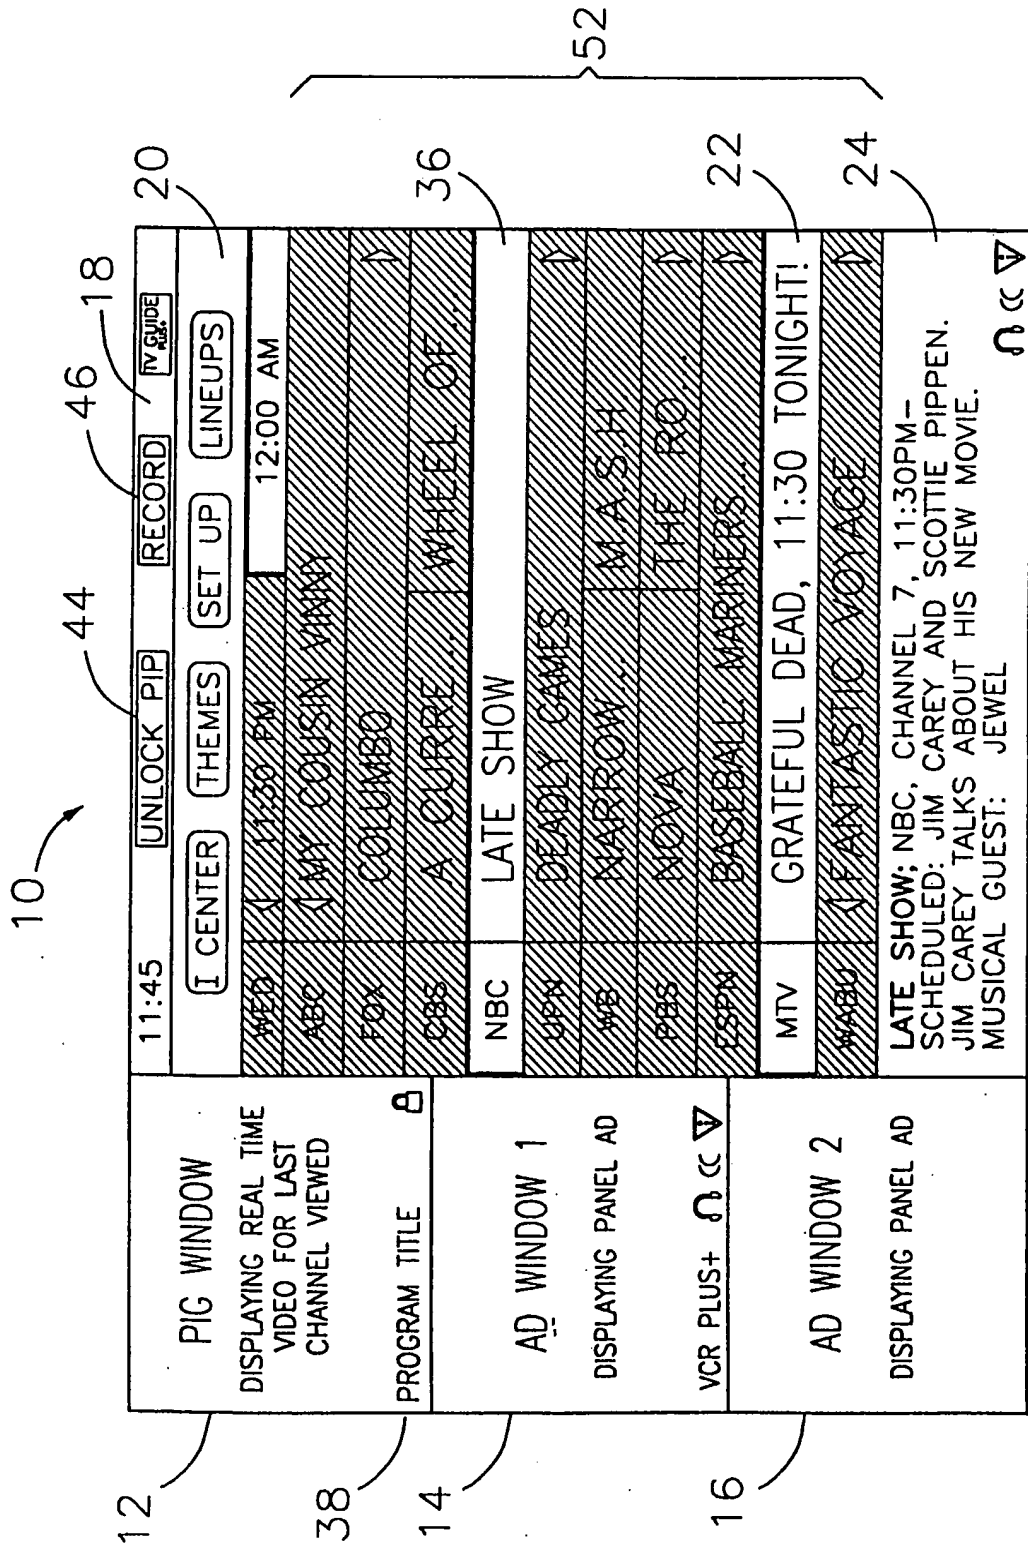 10
44
46
18
20
36
52
22
24
12
38
14
16
11:45 UNLOCK PIP RECORD TV GUIDE PLUS+
I CENTER THEMES SET UP LINEUPS
WED 11:30 PM 12:00 AM
ABC MY COUSIN VINNY
FOX COLUMBO
CBS A CURRE... WHEEL OF...
NBC LATE SHOW
UPN DEADLY GAMES
WB NARROW... M.A.S.H.
PBS NOVA THE RO...
ESPN BASEBALL: MARINERS...
MTV GRATEFUL DEAD, 11:30 TONIGHT!
WABU FANTASTIC VOYAGE
LATE SHOW; NBC, CHANNEL 7, 11:30PM-
SCHEDULED: JIM CAREY AND SCOTTIE PIPPEN.
JIM CAREY TALKS ABOUT HIS NEW MOVIE.
MUSICAL GUEST: JEWEL
CC
PIG WINDOW
DISPLAYING REAL TIME
VIDEO FOR LAST
CHANNEL VIEWED
PROGRAM TITLE
AD WINDOW 1
DISPLAYING PANEL AD
VCR PLUS+ CC
AD WINDOW 2
DISPLAYING PANEL AD